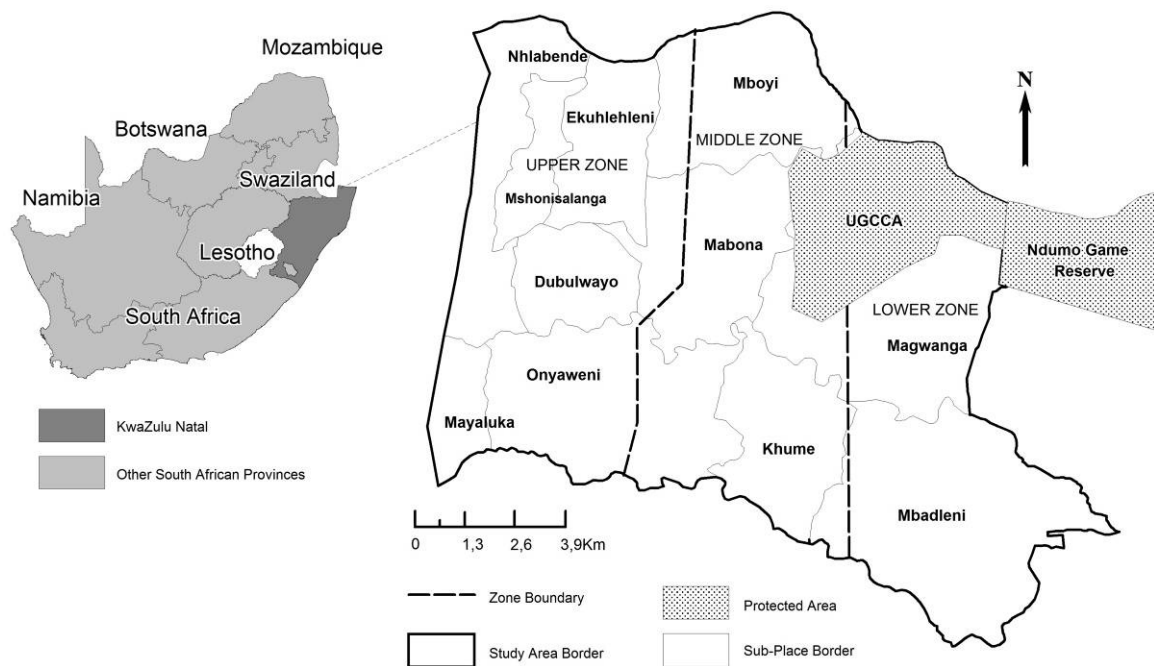 Mozambique
Botswana
Namibia
Swaziland
Lesotho
South Africa
KwaZulu Natal
Other South African Provinces
Nhlabende
Ekuhlehleni
UPPER ZONE
Mshonisalanga
Dubulwayo
Onyaweni
Mayaluka
Mboyi
MIDDLE ZONE
Mabona
Khume
UGCCA
Ndumo Game
Reserve
LOWER ZONE
Magwanga
Mbadleni
N
0 1,3 2,6 3,9Km
Zone Boundary
Study Area Border
Protected Area
Sub-Place Border